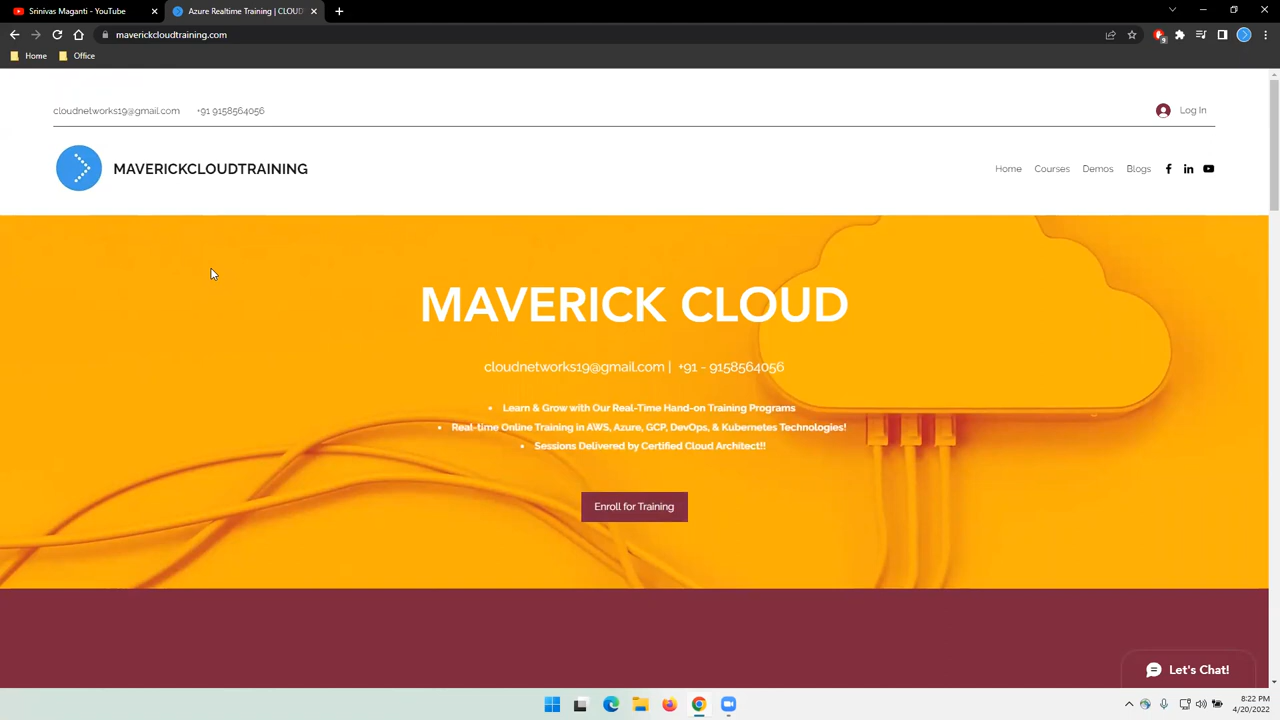 Srinivas Maganti - YouTube
Azure Realtime Training | CLOUD
maverickcloudtraining.com
9
Home
Office
cloudnetworks19@gmail.com +91 9158564056
Log In
MAVERICKCLOUDTRAINING
Home Courses Demos Blogs
MAVERICK CLOUD
cloudnetworks19@gmail.com | +91 - 9158564056
• Learn & Grow with Our Real-Time Hand-on Training Programs
• Real-time Online Training in AWS, Azure, GCP, DevOps, & Kubernetes Technologies!
• Sessions Delivered by Certified Cloud Architect!!
Enroll for Training
Let's Chat!
8:22 PM
4/20/2022